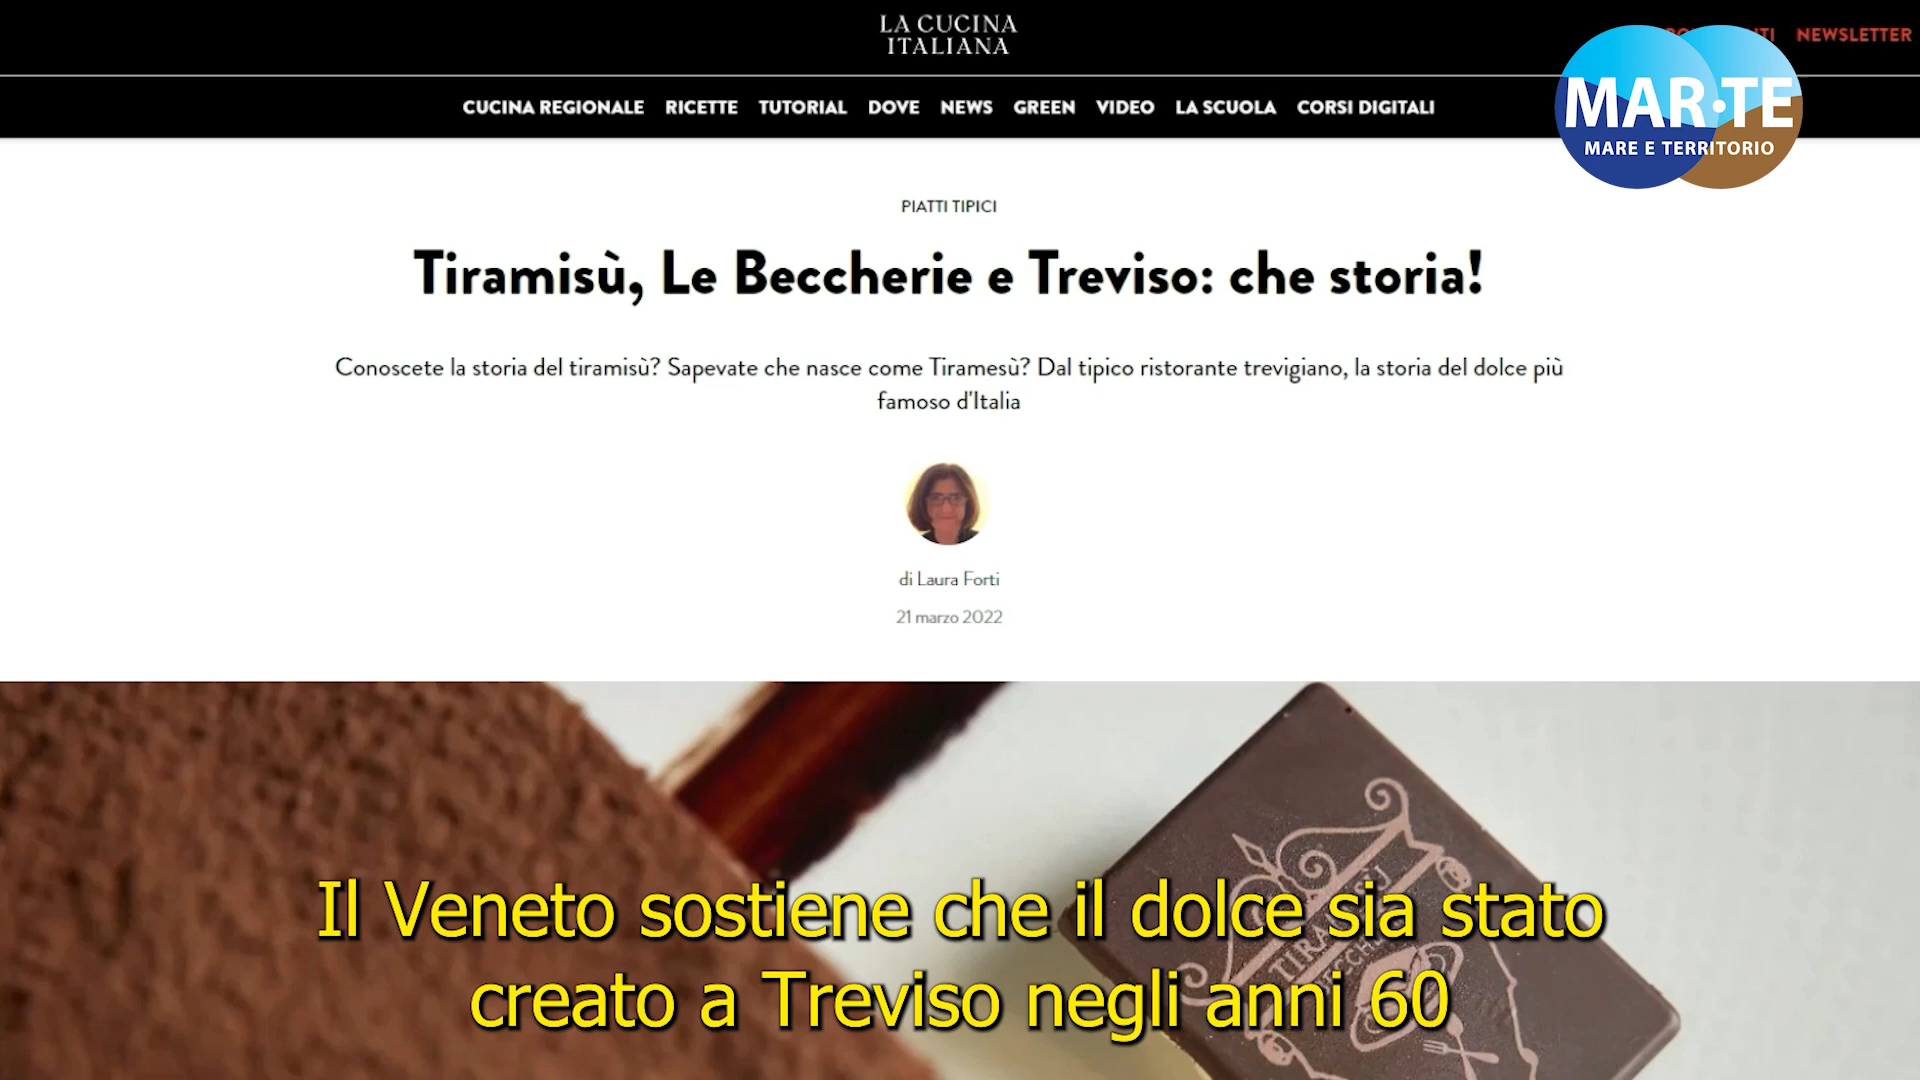 LA CUCINA
ITALIANA
NEWSLETTER
MAR·TE
MARE E TERRITORIO
CUCINA REGIONALE RICETTE TUTORIAL DOVE NEWS GREEN VIDEO LA SCUOLA CORSI DIGITALI
PIATTI TIPICI
Tiramisù, Le Beccherie e Treviso: che storia!
Conoscete la storia del tiramisù? Sapevate che nasce come Tiramesù? Dal tipico ristorante trevigiano, la storia del dolce più
famoso d'Italia
di Laura Forti
21 marzo 2022
Il Veneto sostiene che il dolce sia stato
creato a Treviso negli anni 60